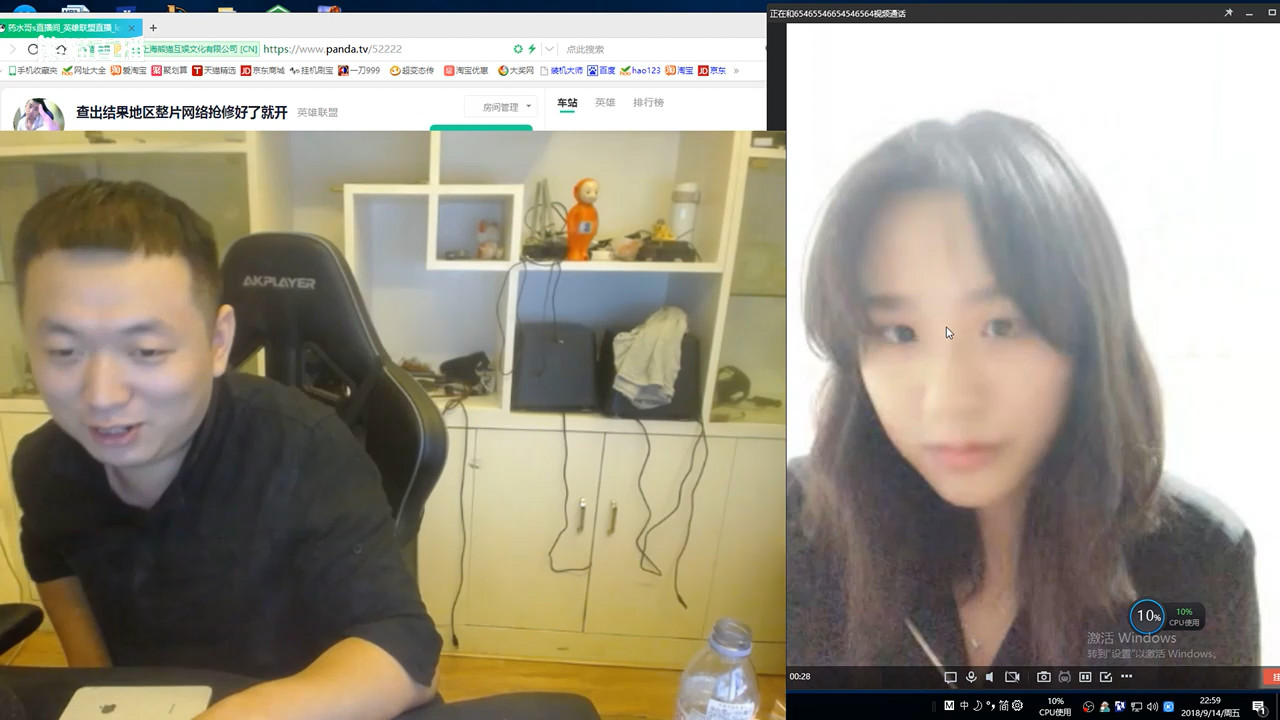 正在和65465546654546564视频通话
药水哥s直播间_英雄联盟直播_
上海熊猫互娱文化有限公司 [CN]
https://www.panda.tv/52222
点此搜索
手机收藏夹
网址大全
爱淘宝
聚划算
天猫精选
京东商城
挂机刷宝
一刀999
超变态传
淘宝优惠
大奖网
装机大师
百度
hao123
淘宝
京东
»
查出结果地区整片网络抢修好了就开
英雄联盟
房间管理
车站
英雄
排行榜
AKPLAYER
10%
10%
CPU使用
激活 Windows
转到"设置"以激活 Windows。
00:28
挂
M 中
简
10%
CPU使用
22:59
2018/9/14/周五